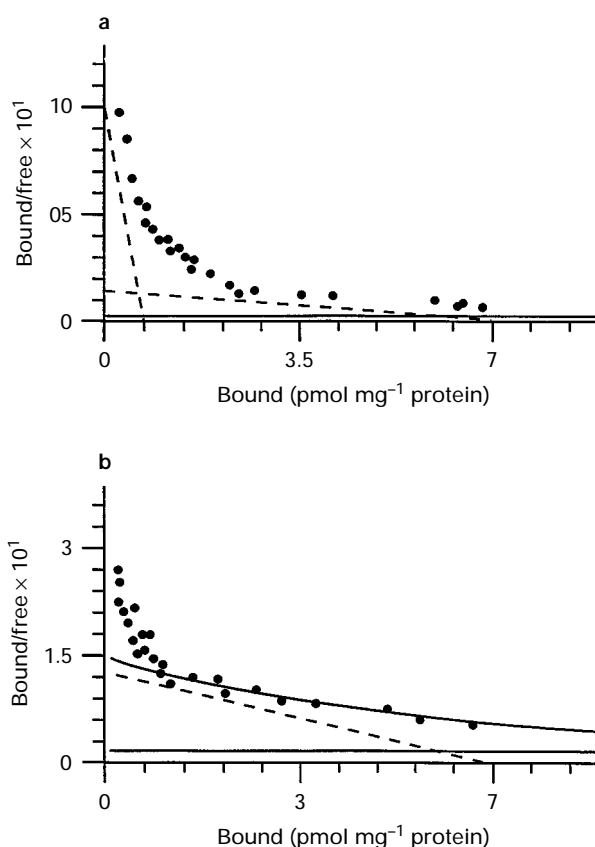 a
Bound/free × 10¹
10
05
0
0 3.5 7
Bound (pmol mg⁻¹ protein)
b
Bound/free × 10¹
3
1.5
0
0 3 7
Bound (pmol mg⁻¹ protein)